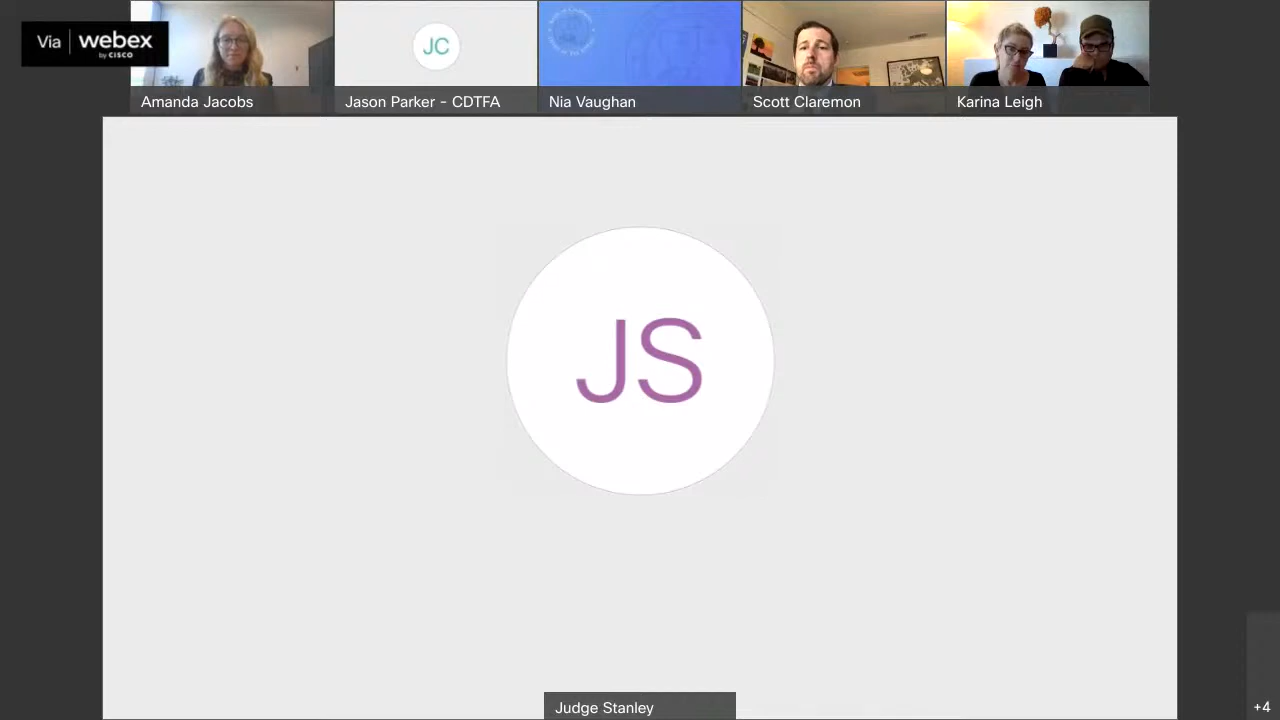 Via webex
by CISCO
JC
Amanda Jacobs
Jason Parker - CDTFA
Nia Vaughan
Scott Claremon
Karina Leigh
JS
Judge Stanley
+4